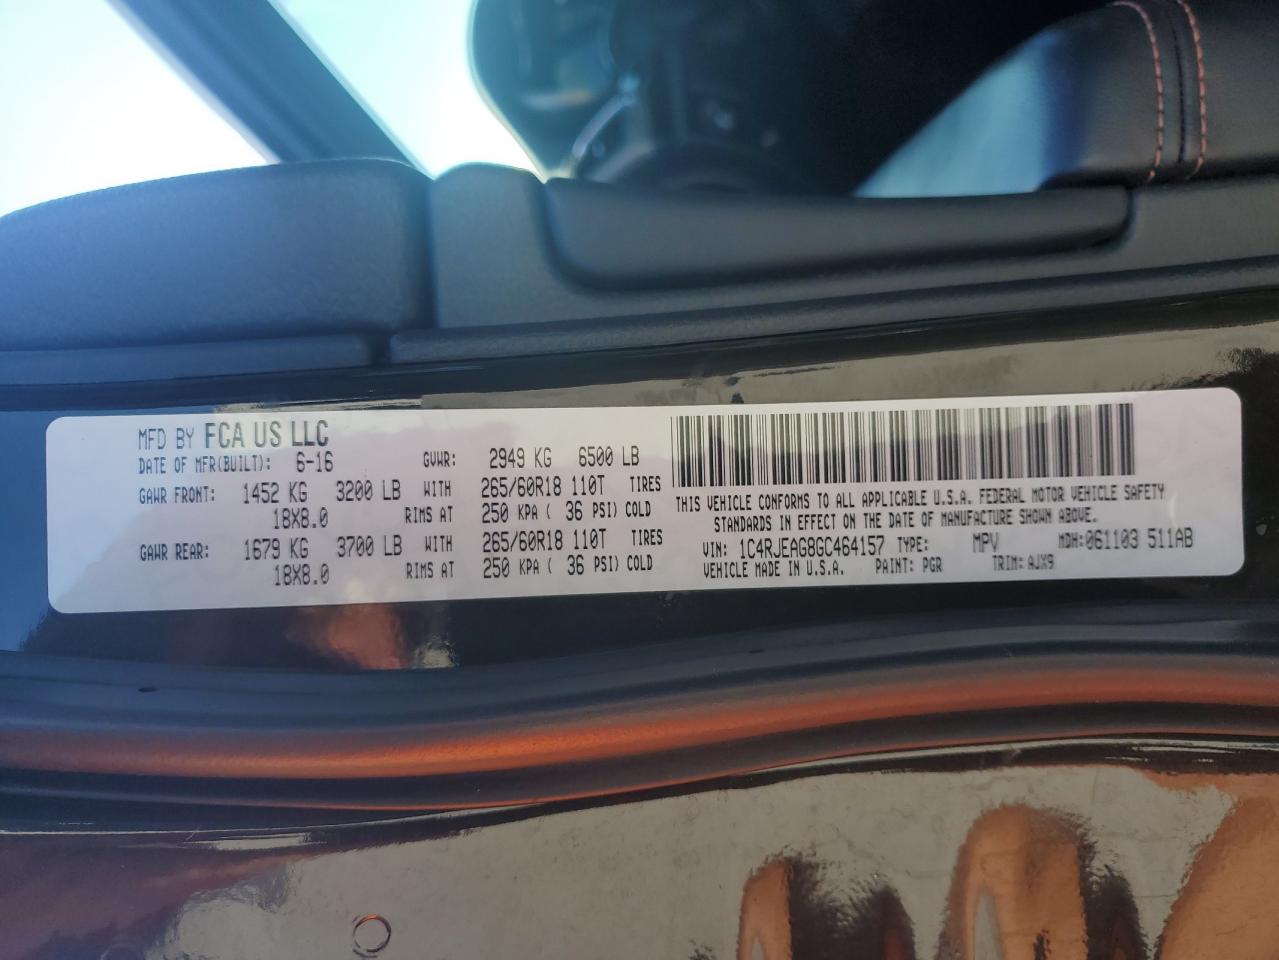 MFD BY FCA US LLC
DATE OF MFR(BUILT): 6-16 GVWR: 2949 KG 6500 LB
GAWR FRONT: 1452 KG 3200 LB WITH 265/60R18 110T TIRES
18X8.0 RIMS AT 250 KPA ( 36 PSI) COLD
GAWR REAR: 1679 KG 3700 LB WITH 265/60R18 110T TIRES
18X8.0 RIMS AT 250 KPA ( 36 PSI) COLD
THIS VEHICLE CONFORMS TO ALL APPLICABLE U.S.A. FEDERAL MOTOR VEHICLE SAFETY
STANDARDS IN EFFECT ON THE DATE OF MANUFACTURE SHOWN ABOVE.
VIN: 1C4RJEAG8GC464157 TYPE: MPV MDH: 061103 511AB
VEHICLE MADE IN U.S.A. PAINT: PGR TRIM: AJX9